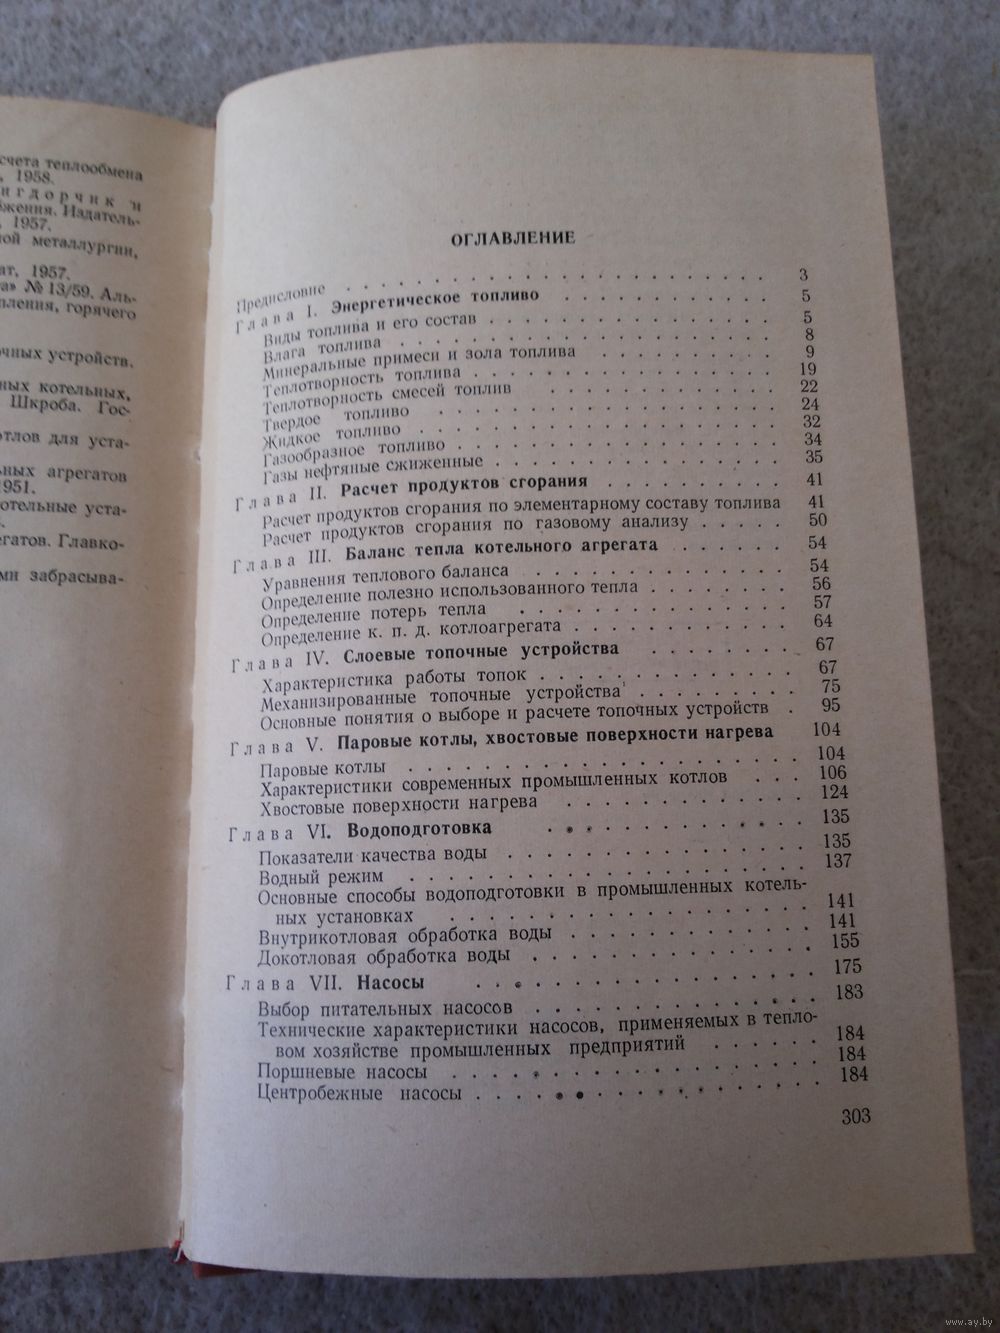 счета теплообмена
, 1958.
игдорчик и
бжения. Издатель-
, 1957.
ной металлургии,
ат, 1957.
та» № 13/59. Аль-
пления, горячего
очных устройств.
ных котельных,
Шкроба. Гос-
отлов для уста-
льных агрегатов
1951.
отельные уста-
егатов. Главко-
ми забрасыва-
ОГЛАВЛЕНИЕ
Предисловие . . . . . . . . . . . . . . . . . . . 3
Глава I. Энергетическое топливо . . . . . . . . . . 5
Виды топлива и его состав . . . . . . . . . . . . . 5
Влага топлива . . . . . . . . . . . . . . . . . 8
Минеральные примеси и зола топлива . . . . . . . . 9
Теплотворность топлива . . . . . . . . . . . . . . 19
Теплотворность смесей топлив . . . . . . . . . . . 22
Твердое топливо . . . . . . . . . . . . . . . . 24
Жидкое топливо . . . . . . . . . . . . . . . . 32
Газообразное топливо . . . . . . . . . . . . . . 34
Газы нефтяные сжиженные . . . . . . . . . . . . . 35
Глава II. Расчет продуктов сгорания . . . . . . . . 41
Расчет продуктов сгорания по элементарному составу топлива 41
Расчет продуктов сгорания по газовому анализу . . . . . 50
Глава III. Баланс тепла котельного агрегата . . . . . . 54
Уравнения теплового баланса . . . . . . . . . . . . 54
Определение полезно использованного тепла . . . . . . . 56
Определение потерь тепла . . . . . . . . . . . . . 57
Определение к. п. д. котлоагрегата . . . . . . . . . . 64
Глава IV. Слоевые топочные устройства . . . . . . . 67
Характеристика работы топок . . . . . . . . . . . . 67
Механизированные топочные устройства . . . . . . . . 75
Основные понятия о выборе и расчете топочных устройств . 95
Глава V. Паровые котлы, хвостовые поверхности нагрева 104
Паровые котлы . . . . . . . . . . . . . . . . . 104
Характеристики современных промышленных котлов . . . 106
Хвостовые поверхности нагрева . . . . . . . . . . . 124
Глава VI. Водоподготовка . . . . . . . . . . . . . 135
Показатели качества воды . . . . . . . . . . . . . 135
Водный режим . . . . . . . . . . . . . . . . . 137
Основные способы водоподготовки в промышленных котель-
ных установках . . . . . . . . . . . . . . . . 141
Внутрикотловая обработка воды . . . . . . . . . . . 141
Докотловая обработка воды . . . . . . . . . . . . . 155
Глава VII. Насосы . . . . . . . . . . . . . . . . 175
Выбор питательных насосов . . . . . . . . . . . . . 183
Технические характеристики насосов, применяемых в тепло-
вом хозяйстве промышленных предприятий . . . . . . 184
Поршневые насосы . . . . . . . . . . . . . . . . 184
Центробежные насосы . . . . . . . . . . . . . . . 184
303
www.ay.by